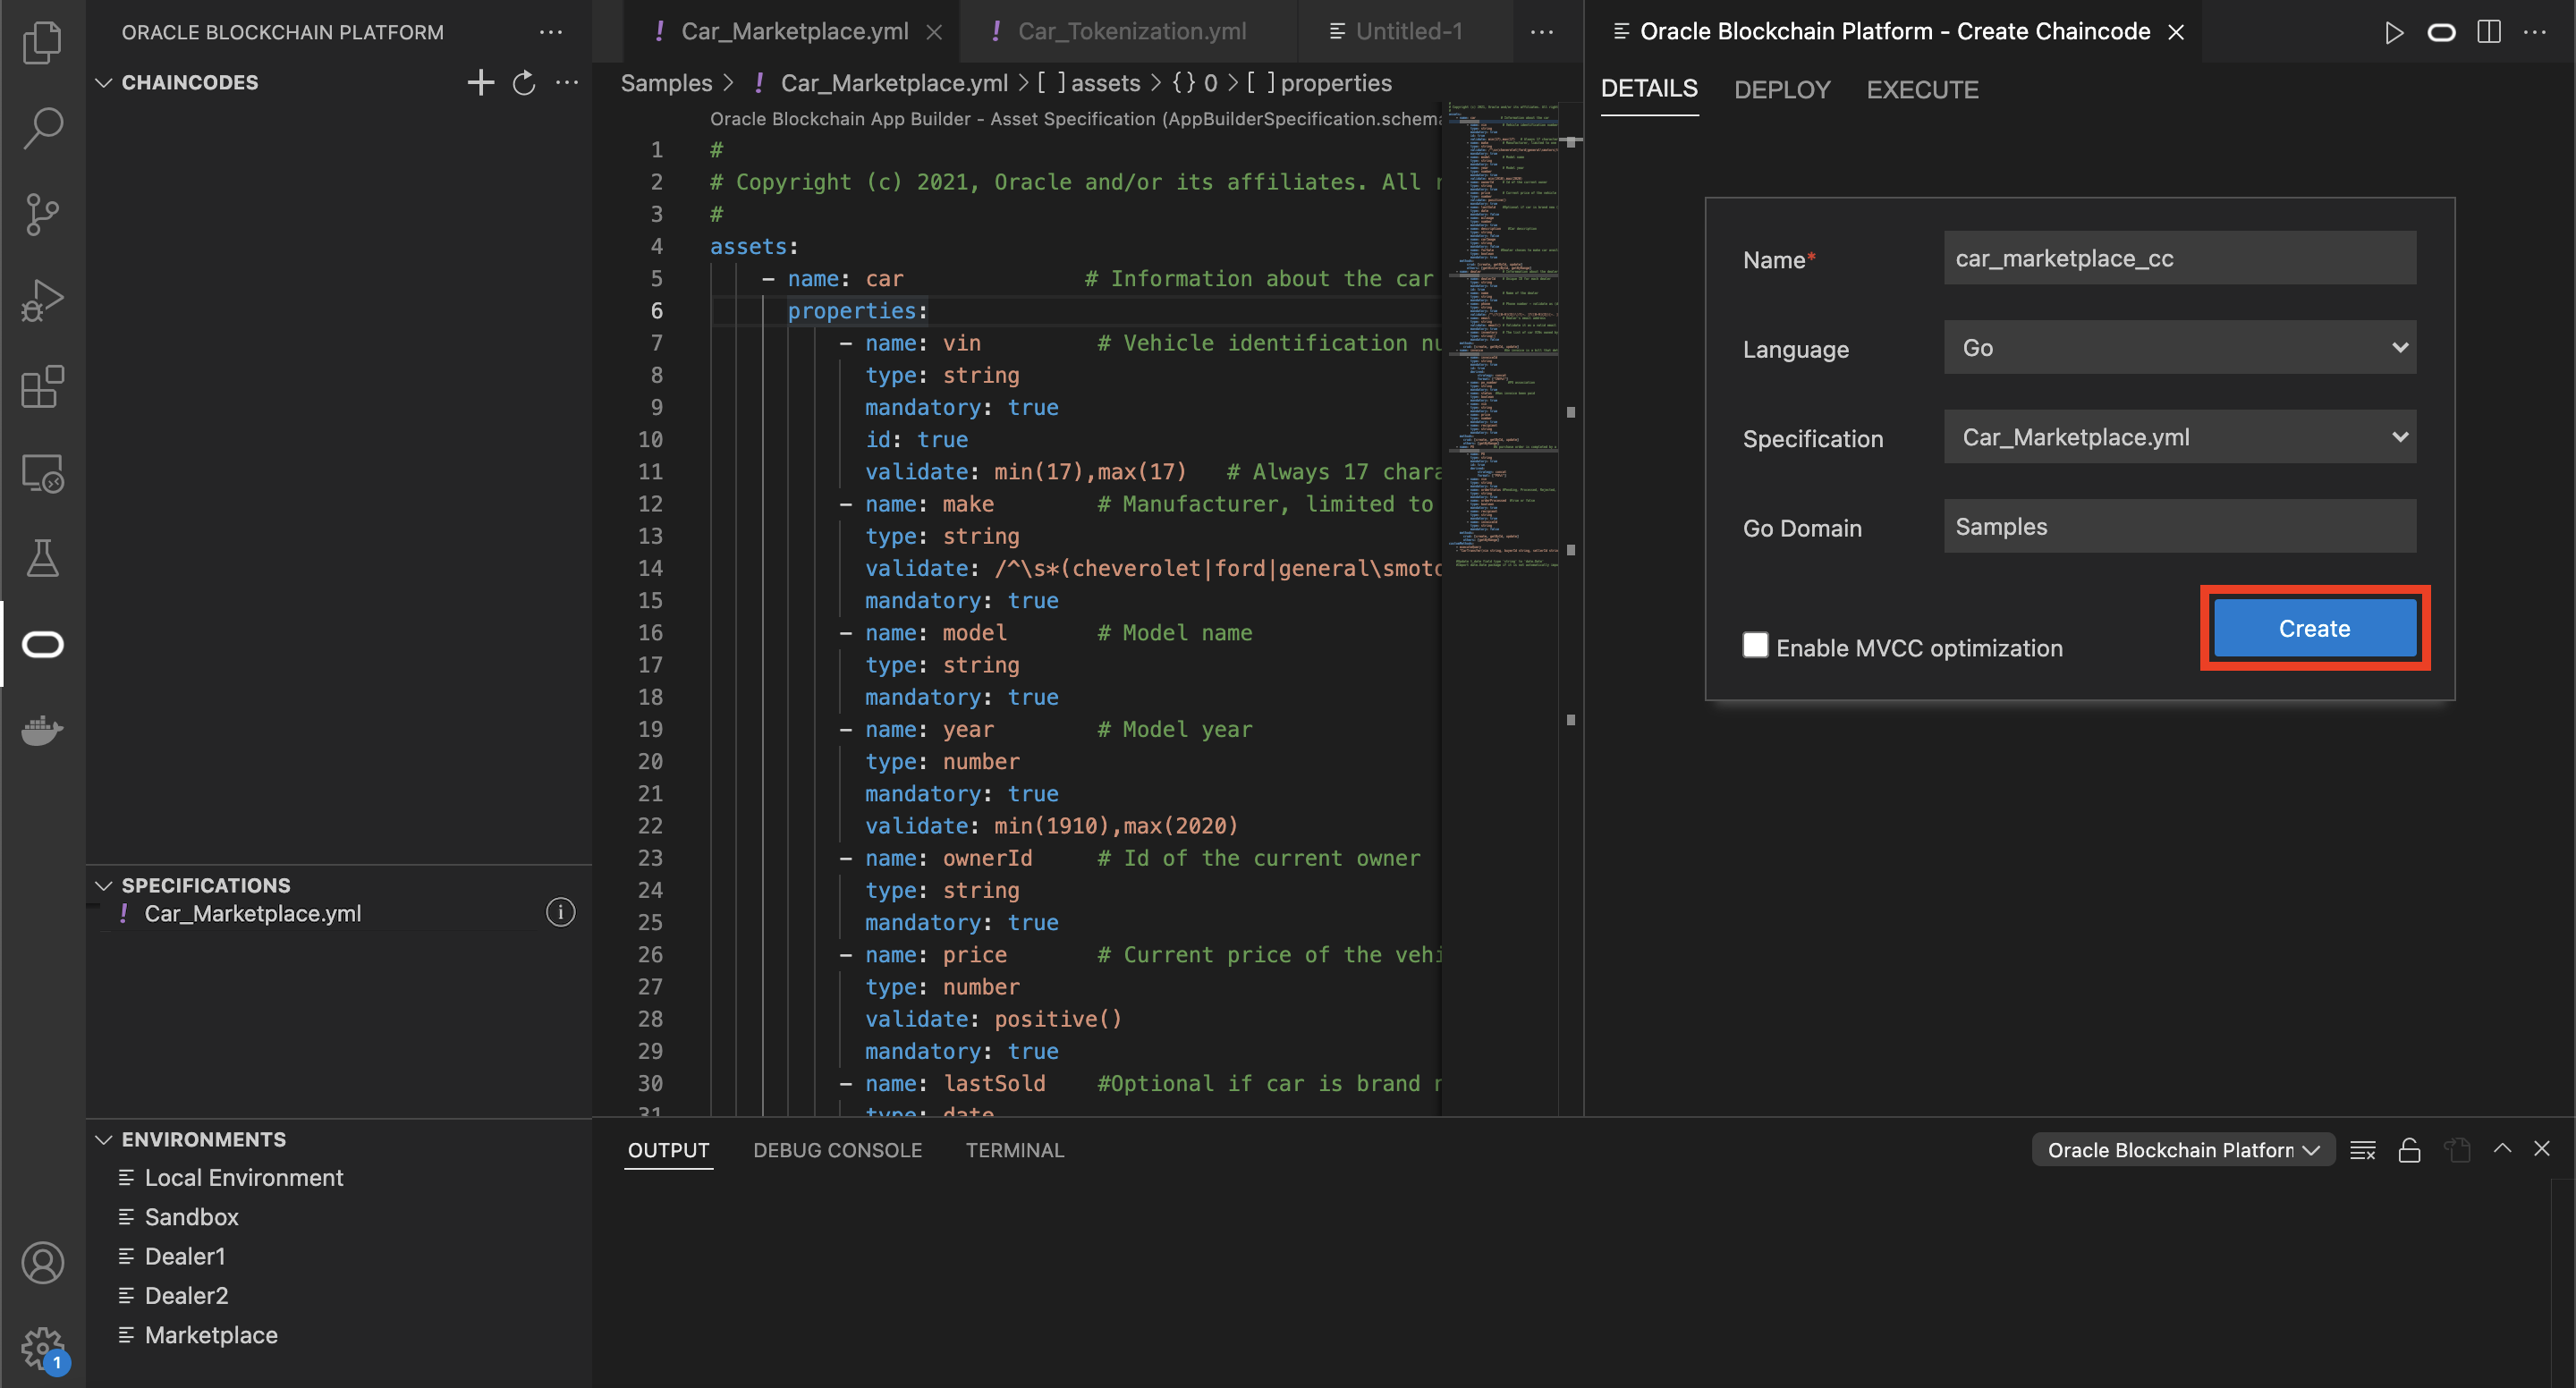 ORACLE BLOCKCHAIN PLATFORM
CHAINCODES
SPECIFICATIONS
! Car_Marketplace.yml
ENVIRONMENTS
Local Environment
Sandbox
Dealer1
Dealer2
Marketplace
1
! Car_Marketplace.yml
! Car_Tokenization.yml
Untitled-1
Samples > ! Car_Marketplace.yml > [ ] assets > {} 0 > [ ] properties
Oracle Blockchain App Builder - Asset Specification (AppBuilderSpecification.schema
1 #
2 # Copyright (c) 2021, Oracle and/or its affiliates. All
3 #
4 assets:
5 - name: car # Information about the car
6 properties:
7 - name: vin # Vehicle identification
8 type: string
9 mandatory: true
10 id: true
11 validate: min(17),max(17) # Always 17
12 - name: make # Manufacturer, limited to
13 type: string
14 validate: /^\s*(cheverolet|ford|general\smoto
15 mandatory: true
16 - name: model # Model name
17 type: string
18 mandatory: true
19 - name: year # Model year
20 type: number
21 mandatory: true
22 validate: min(1910),max(2020)
23 - name: ownerId # Id of the current owner
24 type: string
25 mandatory: true
26 - name: price # Current price of the
27 type: number
28 validate: positive()
29 mandatory: true
30 - name: lastSold #Optional if car is brand
31 type: date
Oracle Blockchain Platform - Create Chaincode
DETAILS DEPLOY EXECUTE
Name* car_marketplace_cc
Language Go
Specification Car_Marketplace.yml
Go Domain Samples
Enable MVCC optimization
Create
OUTPUT DEBUG CONSOLE TERMINAL
Oracle Blockchain Platforn